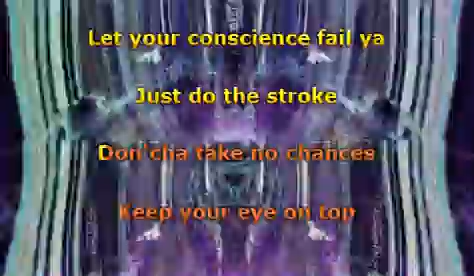 Let your conscience fail ya
Just do the stroke
Don'cha take no chances
Keep your eye on top